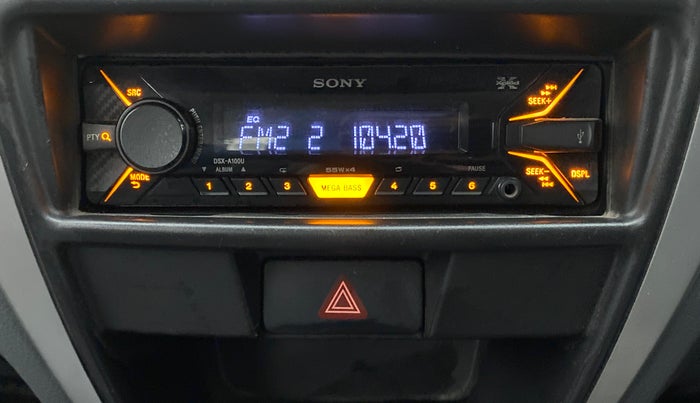 SONY
SRC
SEEK+
EQ
PTY
FM2 2 104.20
DSX-A100U
ALBUM
55W×4
PAUSE
MODE
SEEK-
DSPL
1 2 3 MEGA BASS 4 5 6